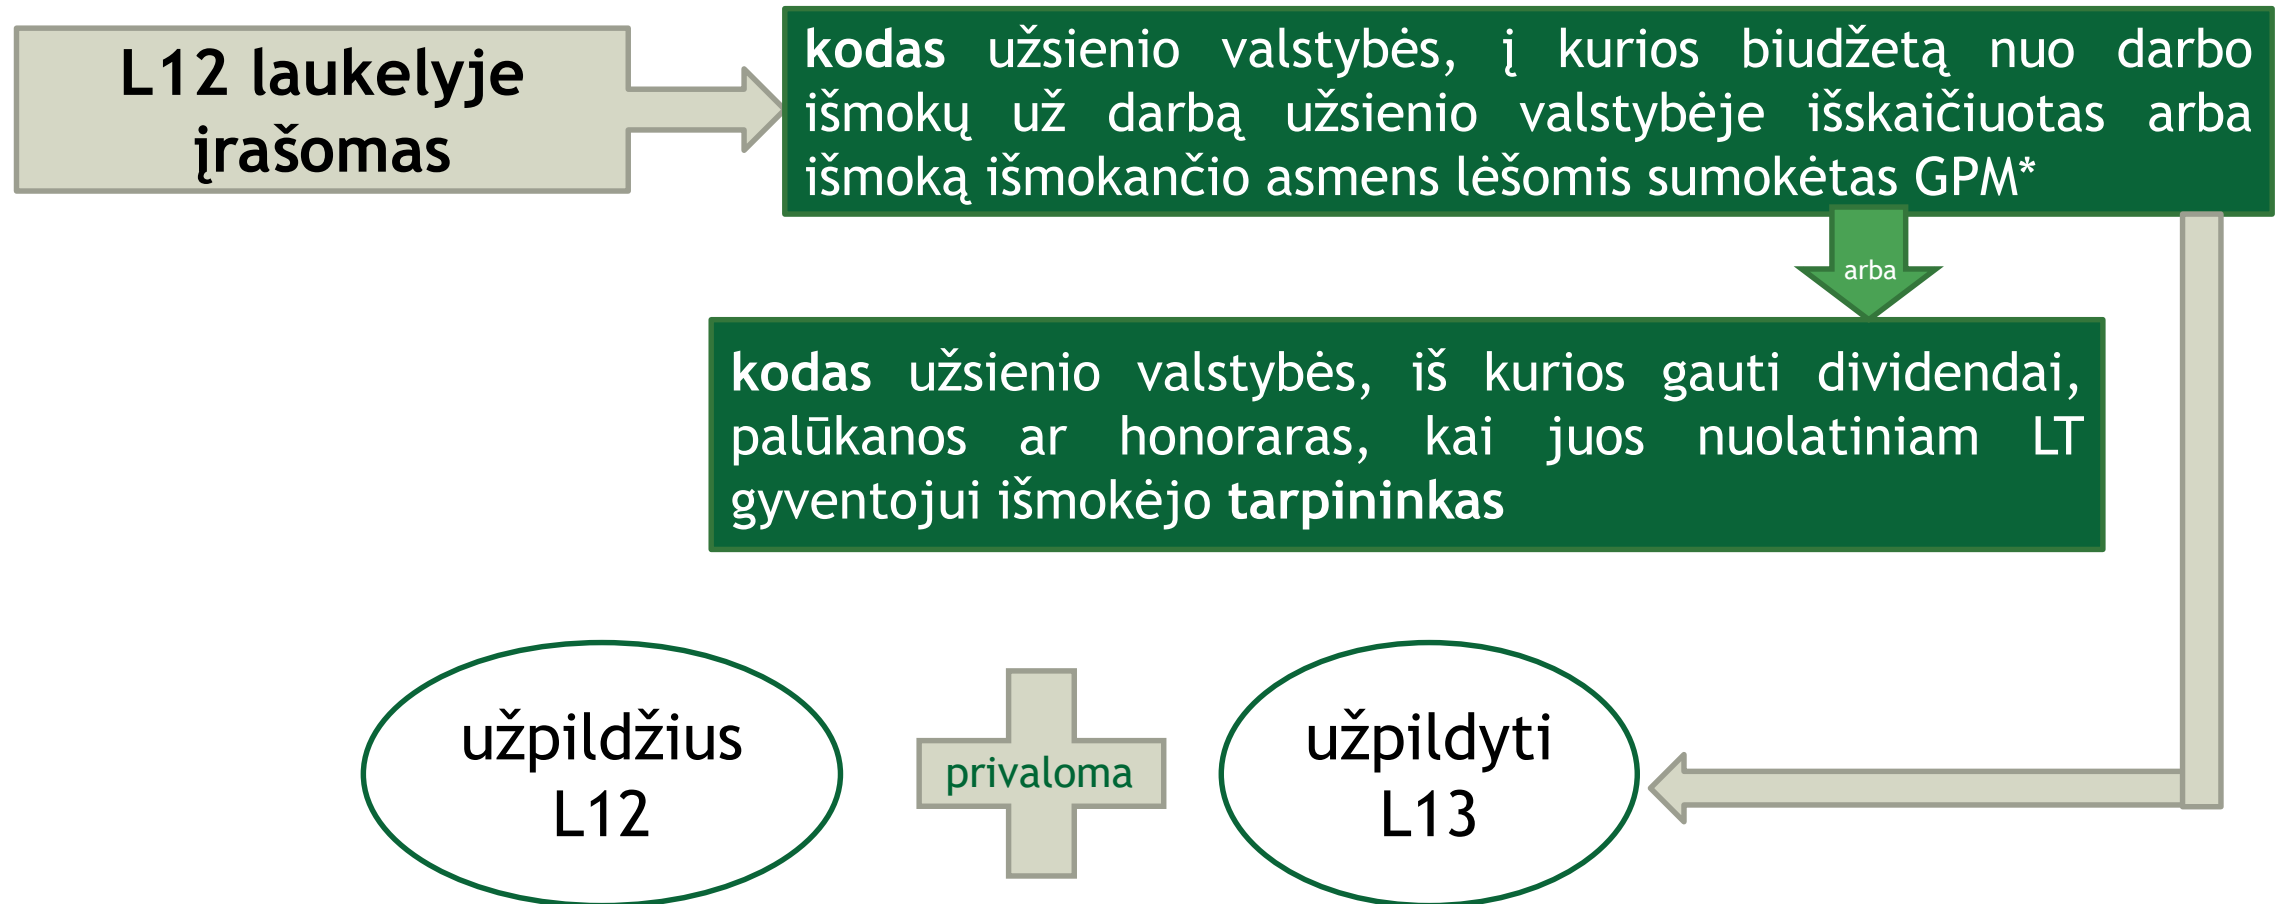 L12 laukelyje
įrašomas
kodas užsienio valstybės, į kurios biudžetą nuo darbo
išmokų už darbą užsienio valstybėje išskaičiuotas arba
išmoką išmokančio asmens lėšomis sumokėtas GPM*
arba
kodas užsienio valstybės, iš kurios gauti dividendai,
palūkanos ar honoraras, kai juos nuolatiniam LT
gyventojui išmokėjo tarpininkas
užpildžius
L12
privaloma
užpildyti
L13